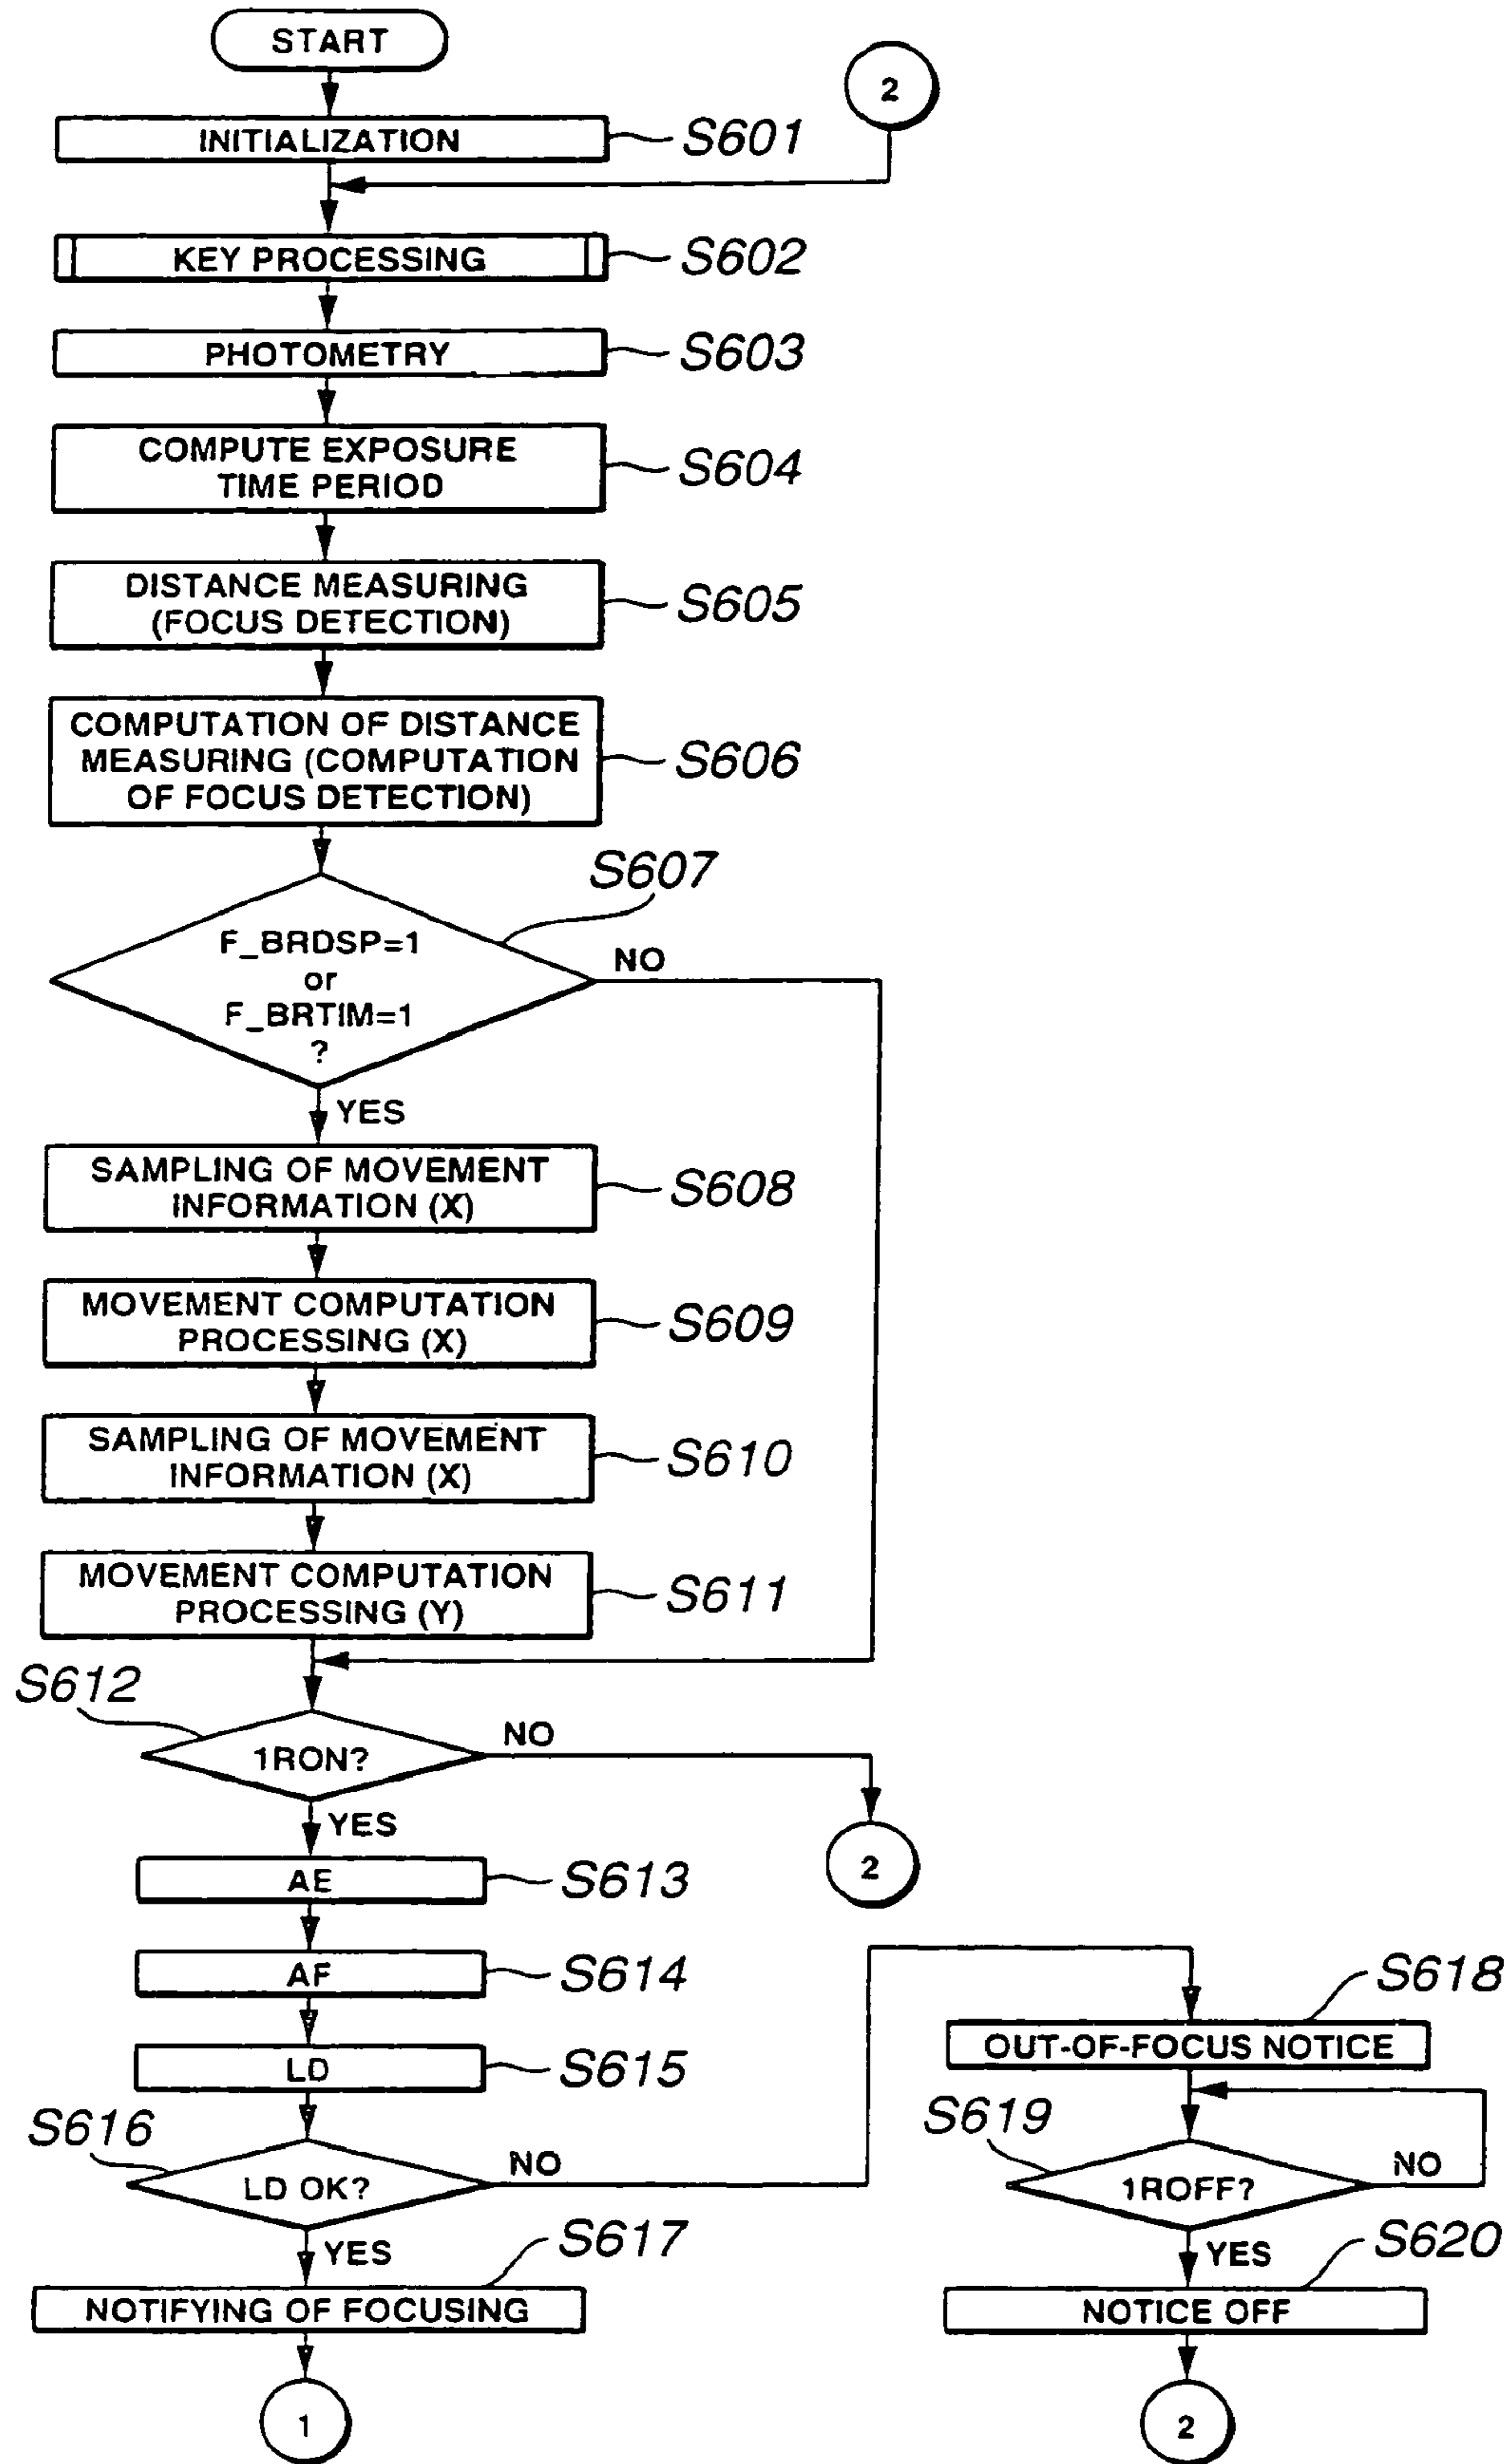 START
2
INITIALIZATION
S601
KEY PROCESSING
S602
PHOTOMETRY
S603
COMPUTE EXPOSURE
TIME PERIOD
S604
DISTANCE MEASURING
(FOCUS DETECTION)
S605
COMPUTATION OF DISTANCE
MEASURING (COMPUTATION
OF FOCUS DETECTION)
S606
S607
F_BRDSP=1
or
F_BRTIM=1
?
NO
YES
SAMPLING OF MOVEMENT
INFORMATION (X)
S608
MOVEMENT COMPUTATION
PROCESSING (X)
S609
SAMPLING OF MOVEMENT
INFORMATION (X)
S610
MOVEMENT COMPUTATION
PROCESSING (Y)
S611
S612
1RON?
NO
YES
2
AE
S613
AF
S614
LD
S615
S616
LD OK?
NO
YES
S617
NOTIFYING OF FOCUSING
1
S618
OUT-OF-FOCUS NOTICE
S619
1ROFF?
NO
YES
S620
NOTICE OFF
2